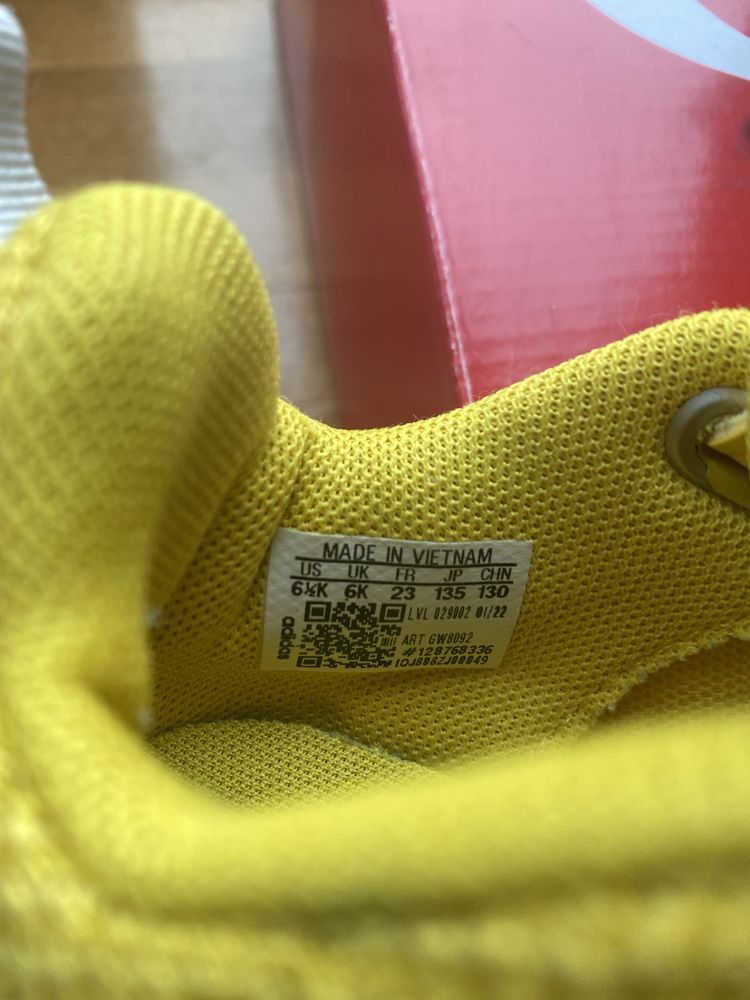 MADE IN VIETNAM
US UK FR JP CHN
6½K 6K 23 135 130
LVL 029002 01/22
ART GW8092
#128768336
adidas